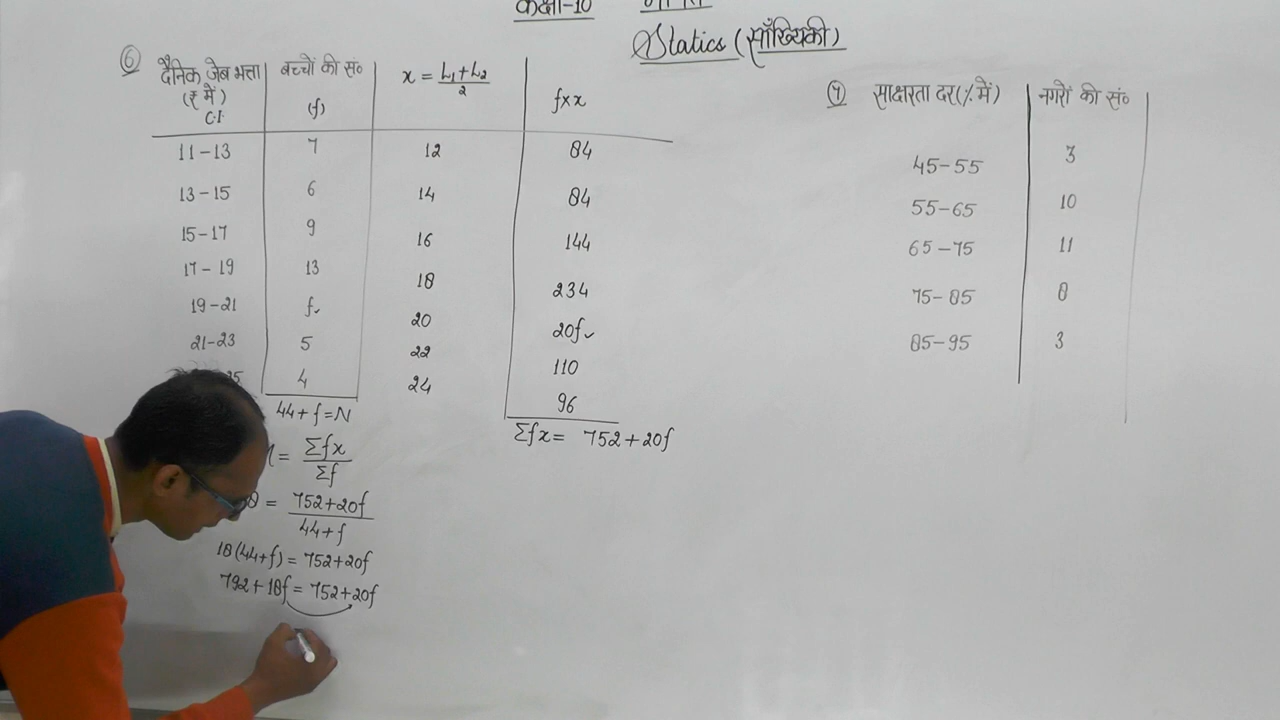 कक्षा-10
Statics (साँख्यिकी)
⑥ दैनिक जेब भत्ता (₹ में) C.I. | बच्चों की सं० (f) | x = L₁+L₂/2 | f×x
11-13 | 7 | 12 | 84
13-15 | 6 | 14 | 84
15-17 | 9 | 16 | 144
17-19 | 13 | 18 | 234
19-21 | f | 20 | 20f
21-23 | 5 | 22 | 110
4 | 24 | 96
44+f=N
Σfx = 752+20f
= Σfx/Σf
= 752+20f/44+f
18(44+f) = 752+20f
792+18f = 752+20f
⑦ साक्षरता दर(% में) | नगरों की सं०
45-55 | 3
55-65 | 10
65-75 | 11
75-85 | 8
85-95 | 3